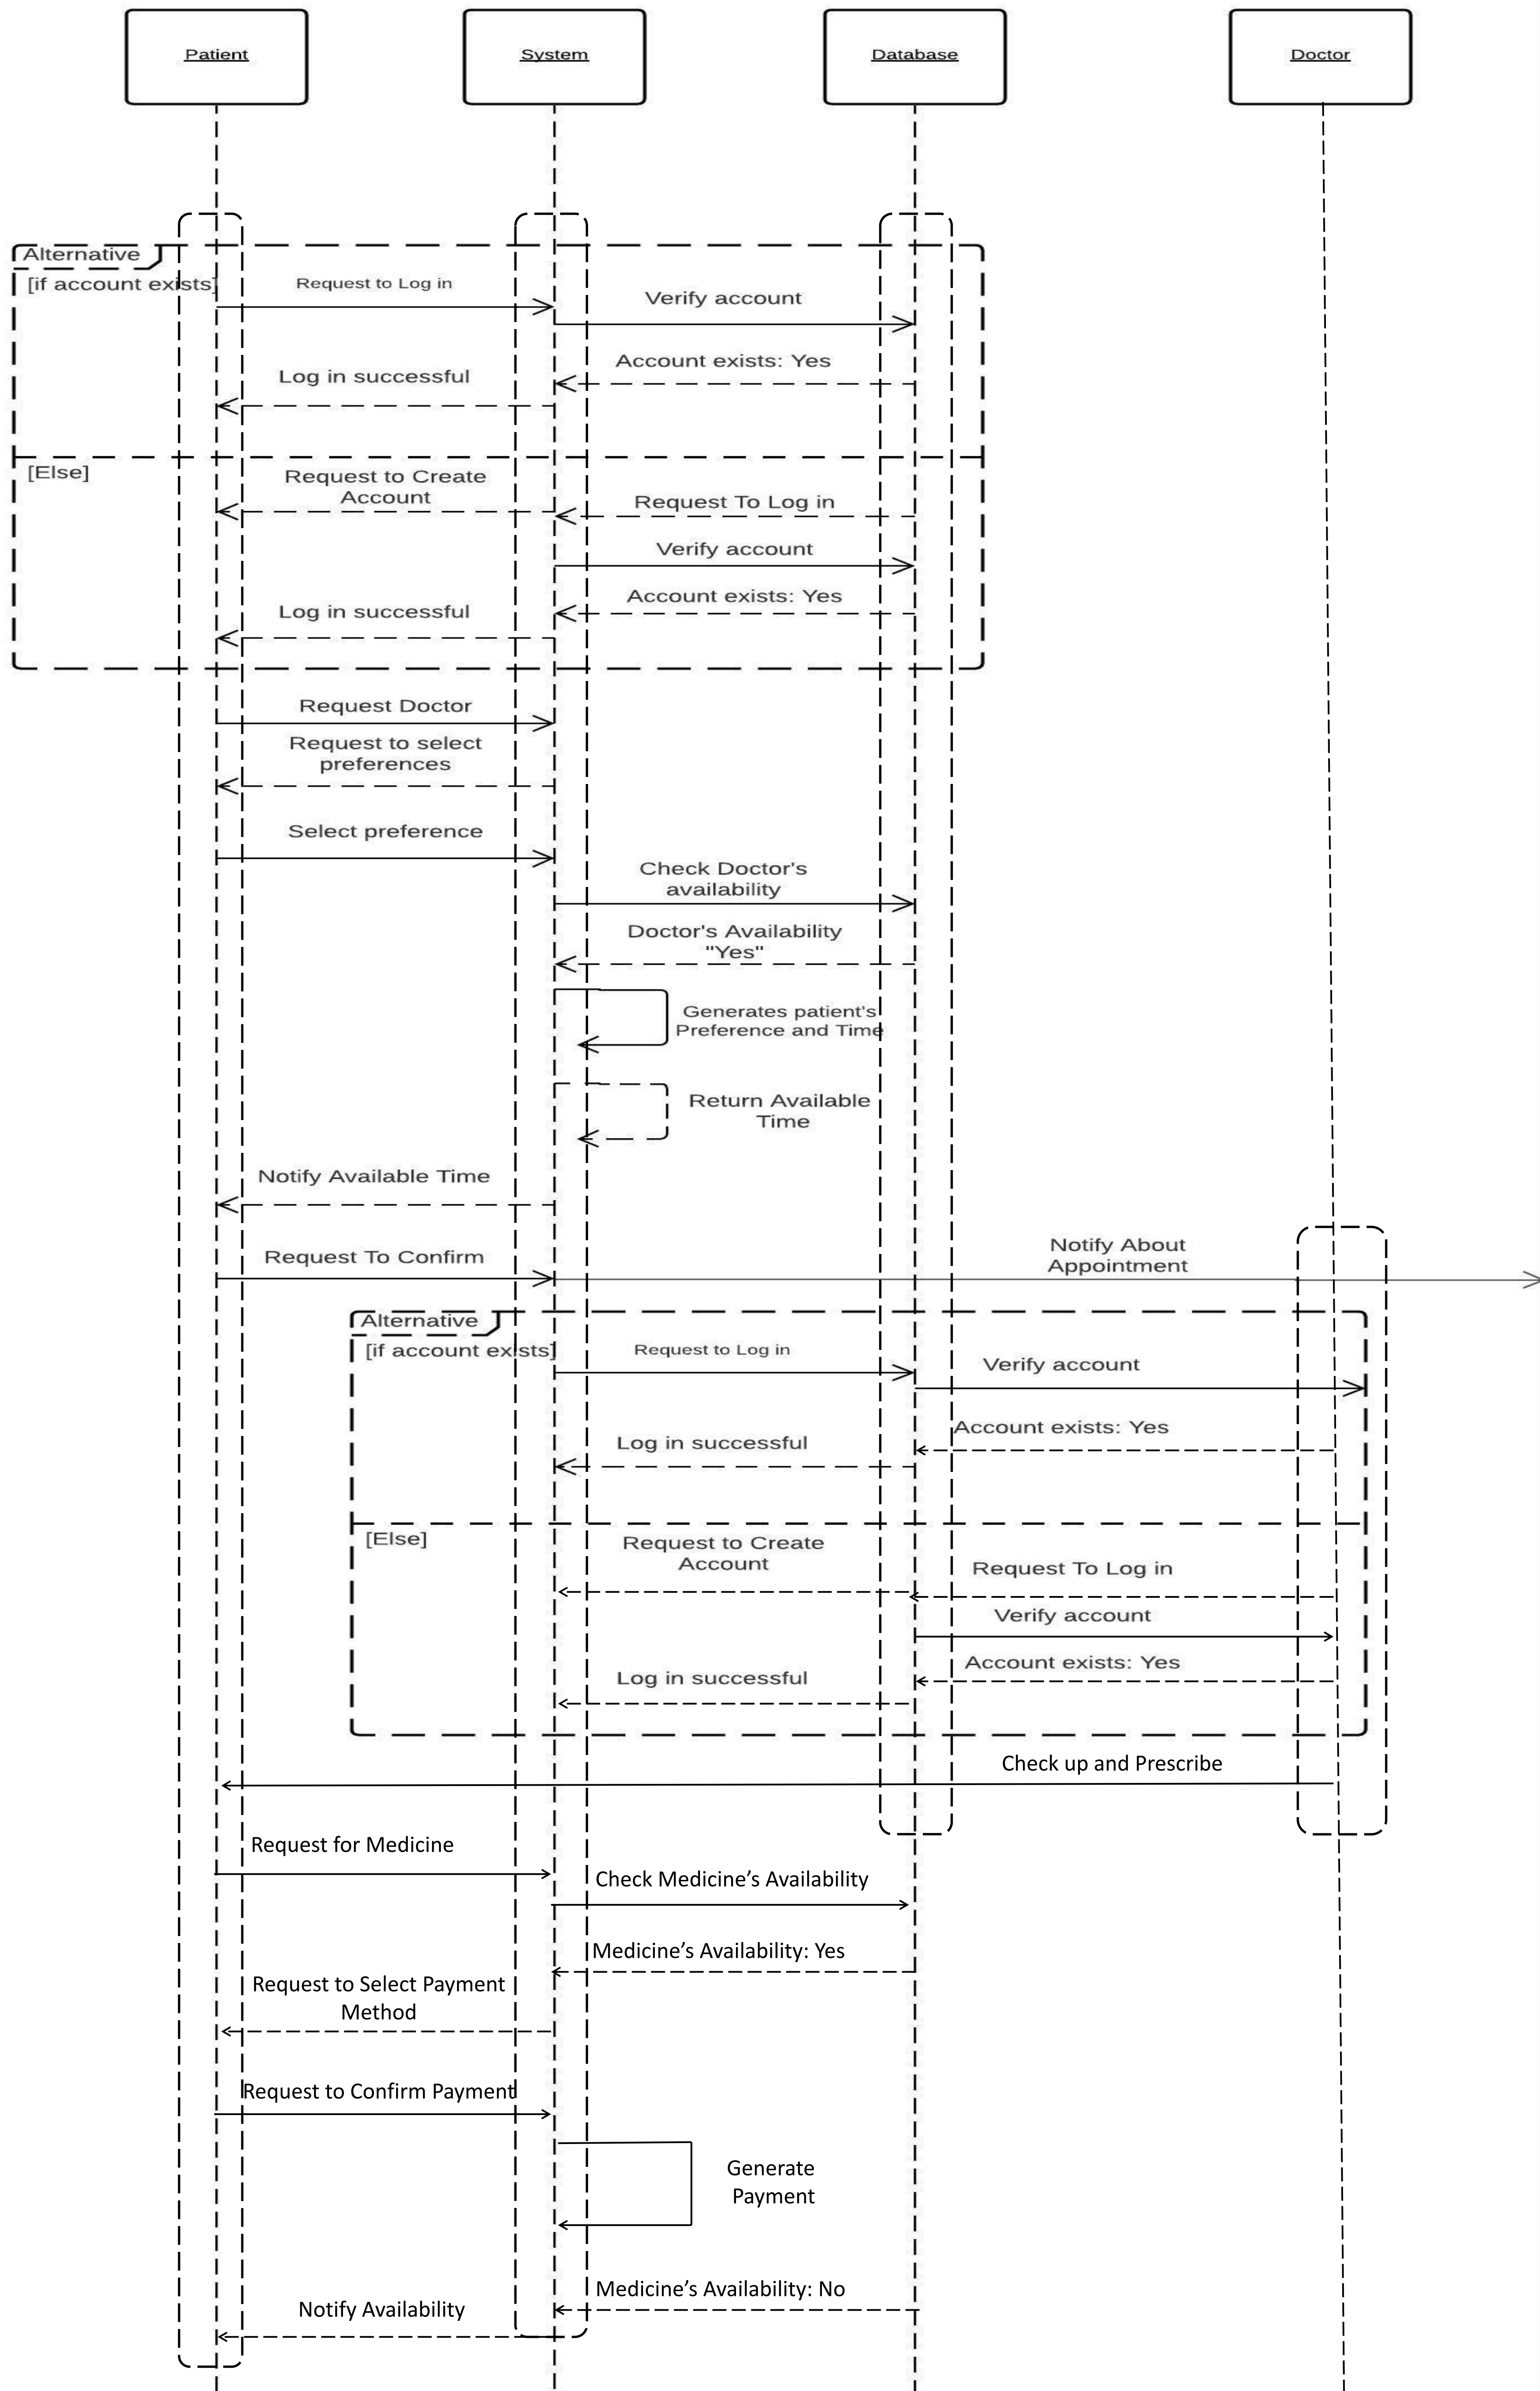 Patient
System
Database
Doctor
Alternative
[if account exists]
Request to Log in
Verify account
Account exists: Yes
Log in successful
[Else]
Request to Create
Account
Request To Log in
Verify account
Account exists: Yes
Log in successful
Request Doctor
Request to select
preferences
Select preference
Check Doctor's
availability
Doctor's Availability
"Yes"
Generates patient's
Preference and Time
Return Available
Time
Notify Available Time
Request To Confirm
Notify About
Appointment
Alternative
[if account exists]
Request to Log in
Verify account
Account exists: Yes
Log in successful
[Else]
Request to Create
Account
Request To Log in
Verify account
Account exists: Yes
Log in successful
Check up and Prescribe
Request for Medicine
Check Medicine’s Availability
Medicine’s Availability: Yes
Request to Select Payment
Method
Request to Confirm Payment
Generate
Payment
Medicine’s Availability: No
Notify Availability